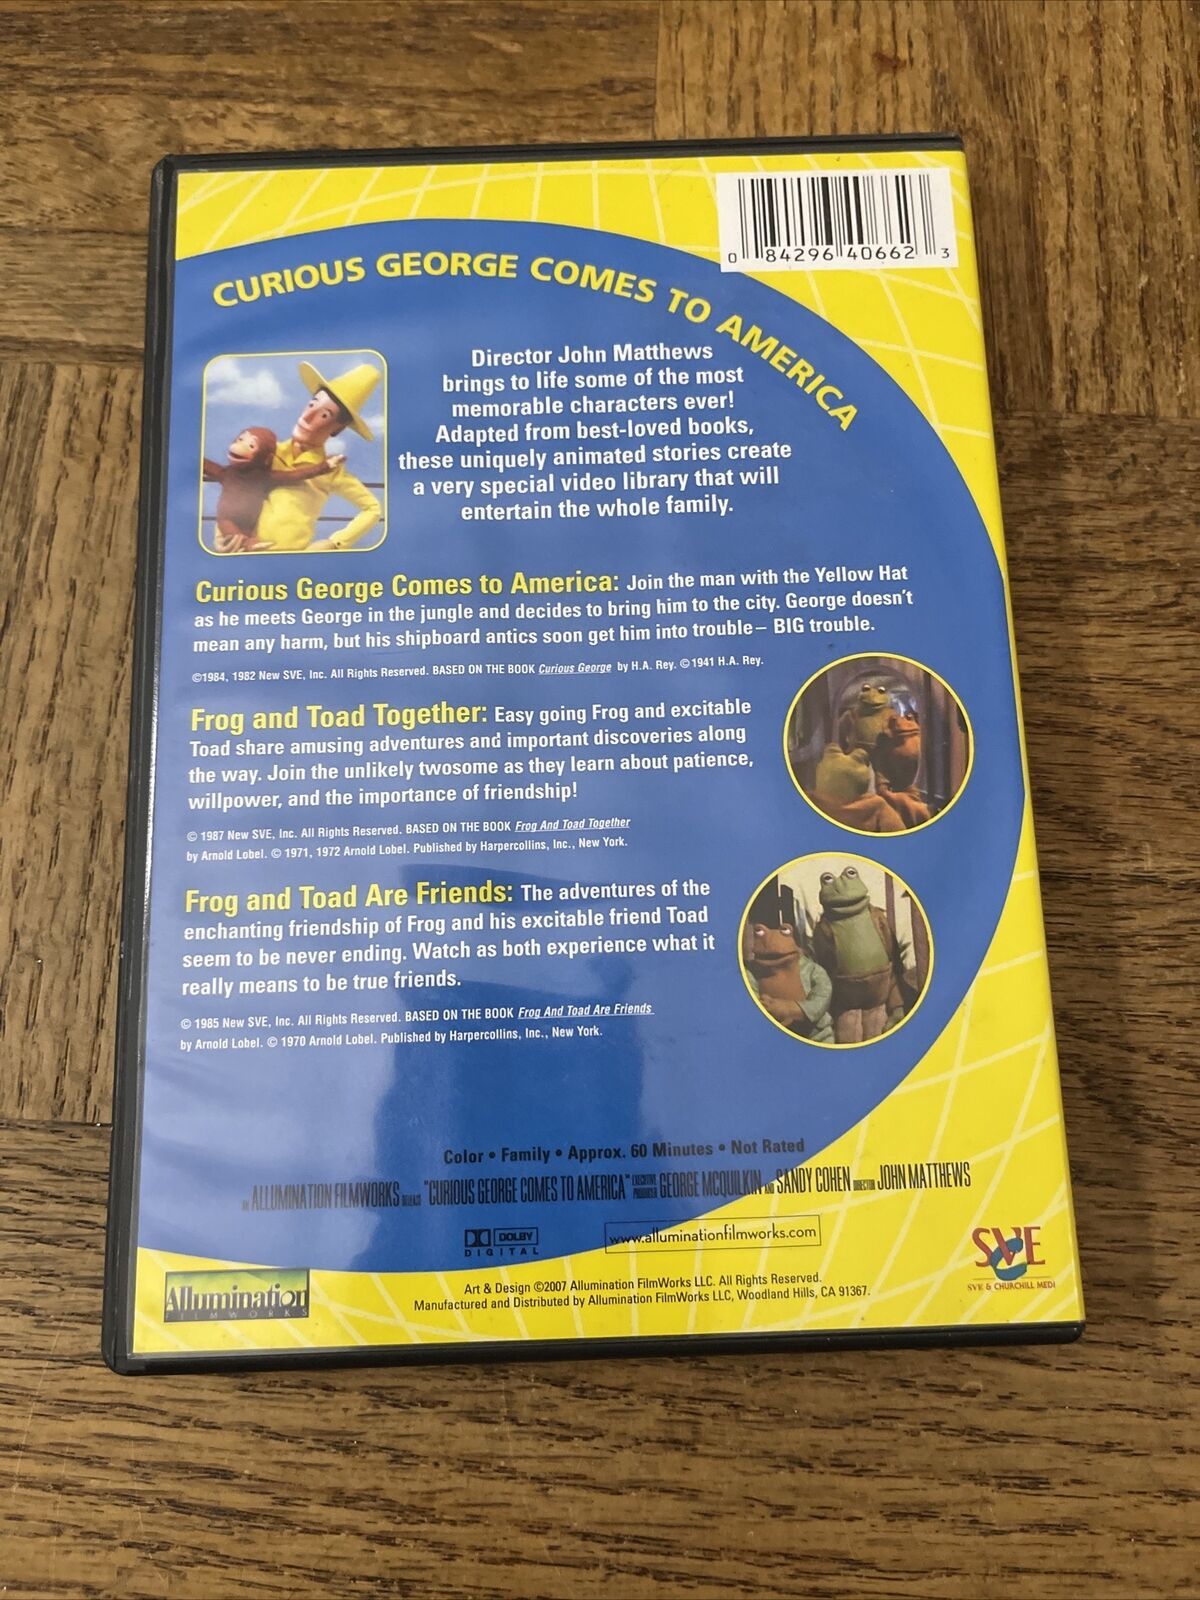 0 84296 40662 3
CURIOUS GEORGE COMES TO AMERICA
Director John Matthews
brings to life some of the most
memorable characters ever!
Adapted from best-loved books,
these uniquely animated stories create
a very special video library that will
entertain the whole family.
Curious George Comes to America: Join the man with the Yellow Hat
as he meets George in the jungle and decides to bring him to the city. George doesn't
mean any harm, but his shipboard antics soon get him into trouble– BIG trouble.
©1984, 1982 New SVE, Inc. All Rights Reserved. BASED ON THE BOOK Curious George by H.A. Rey. ©1941 H.A. Rey.
Frog and Toad Together: Easy going Frog and excitable
Toad share amusing adventures and important discoveries along
the way. Join the unlikely twosome as they learn about patience,
willpower, and the importance of friendship!
© 1987 New SVE, Inc. All Rights Reserved. BASED ON THE BOOK Frog And Toad Together
by Arnold Lobel. © 1971, 1972 Arnold Lobel. Published by Harpercollins, Inc., New York.
Frog and Toad Are Friends: The adventures of the
enchanting friendship of Frog and his excitable friend Toad
seem to be never ending. Watch as both experience what it
really means to be true friends.
© 1985 New SVE, Inc. All Rights Reserved. BASED ON THE BOOK Frog And Toad Are Friends
by Arnold Lobel. © 1970 Arnold Lobel. Published by Harpercollins, Inc., New York.
Color • Family • Approx. 60 Minutes • Not Rated
AN ALLUMINATION FILMWORKS RELEASE "CURIOUS GEORGE COMES TO AMERICA" EXECUTIVE PRODUCER GEORGE MCQUILKIN AND SANDY COHEN DIRECTOR JOHN MATTHEWS
DOLBY
DIGITAL
www.alluminationfilmworks.com
SVE
SVE & CHURCHILL MEDI
Allumination
FILMWORKS
Art & Design ©2007 Allumination FilmWorks LLC. All Rights Reserved.
Manufactured and Distributed by Allumination FilmWorks LLC, Woodland Hills, CA 91367.